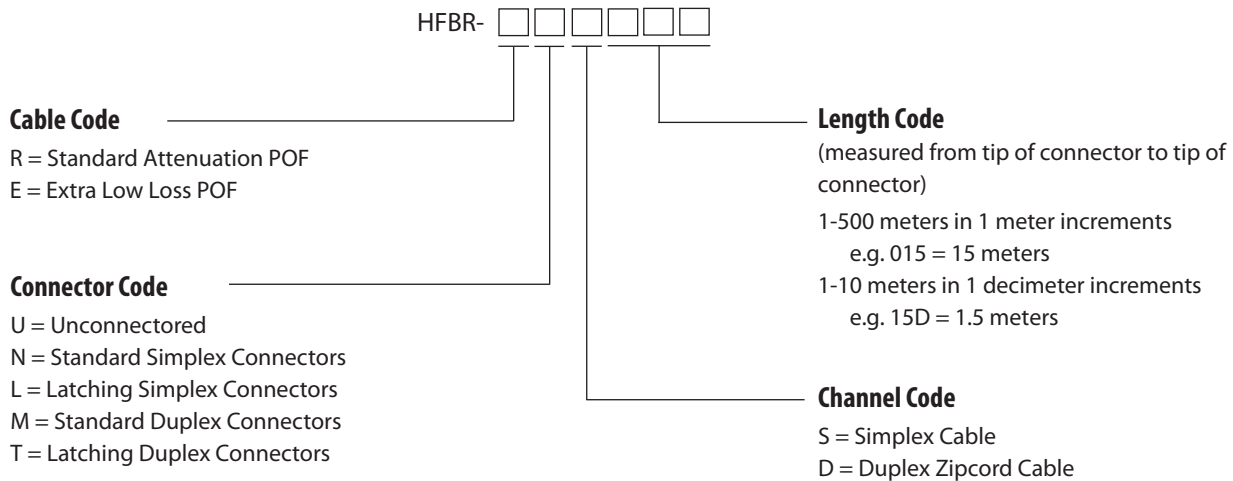 HFBR-
Cable Code
R = Standard Attenuation POF
E = Extra Low Loss POF
Connector Code
U = Unconnectored
N = Standard Simplex Connectors
L = Latching Simplex Connectors
M = Standard Duplex Connectors
T = Latching Duplex Connectors
Length Code
(measured from tip of connector to tip of
connector)
1-500 meters in 1 meter increments
e.g. 015 = 15 meters
1-10 meters in 1 decimeter increments
e.g. 15D = 1.5 meters
Channel Code
S = Simplex Cable
D = Duplex Zipcord Cable